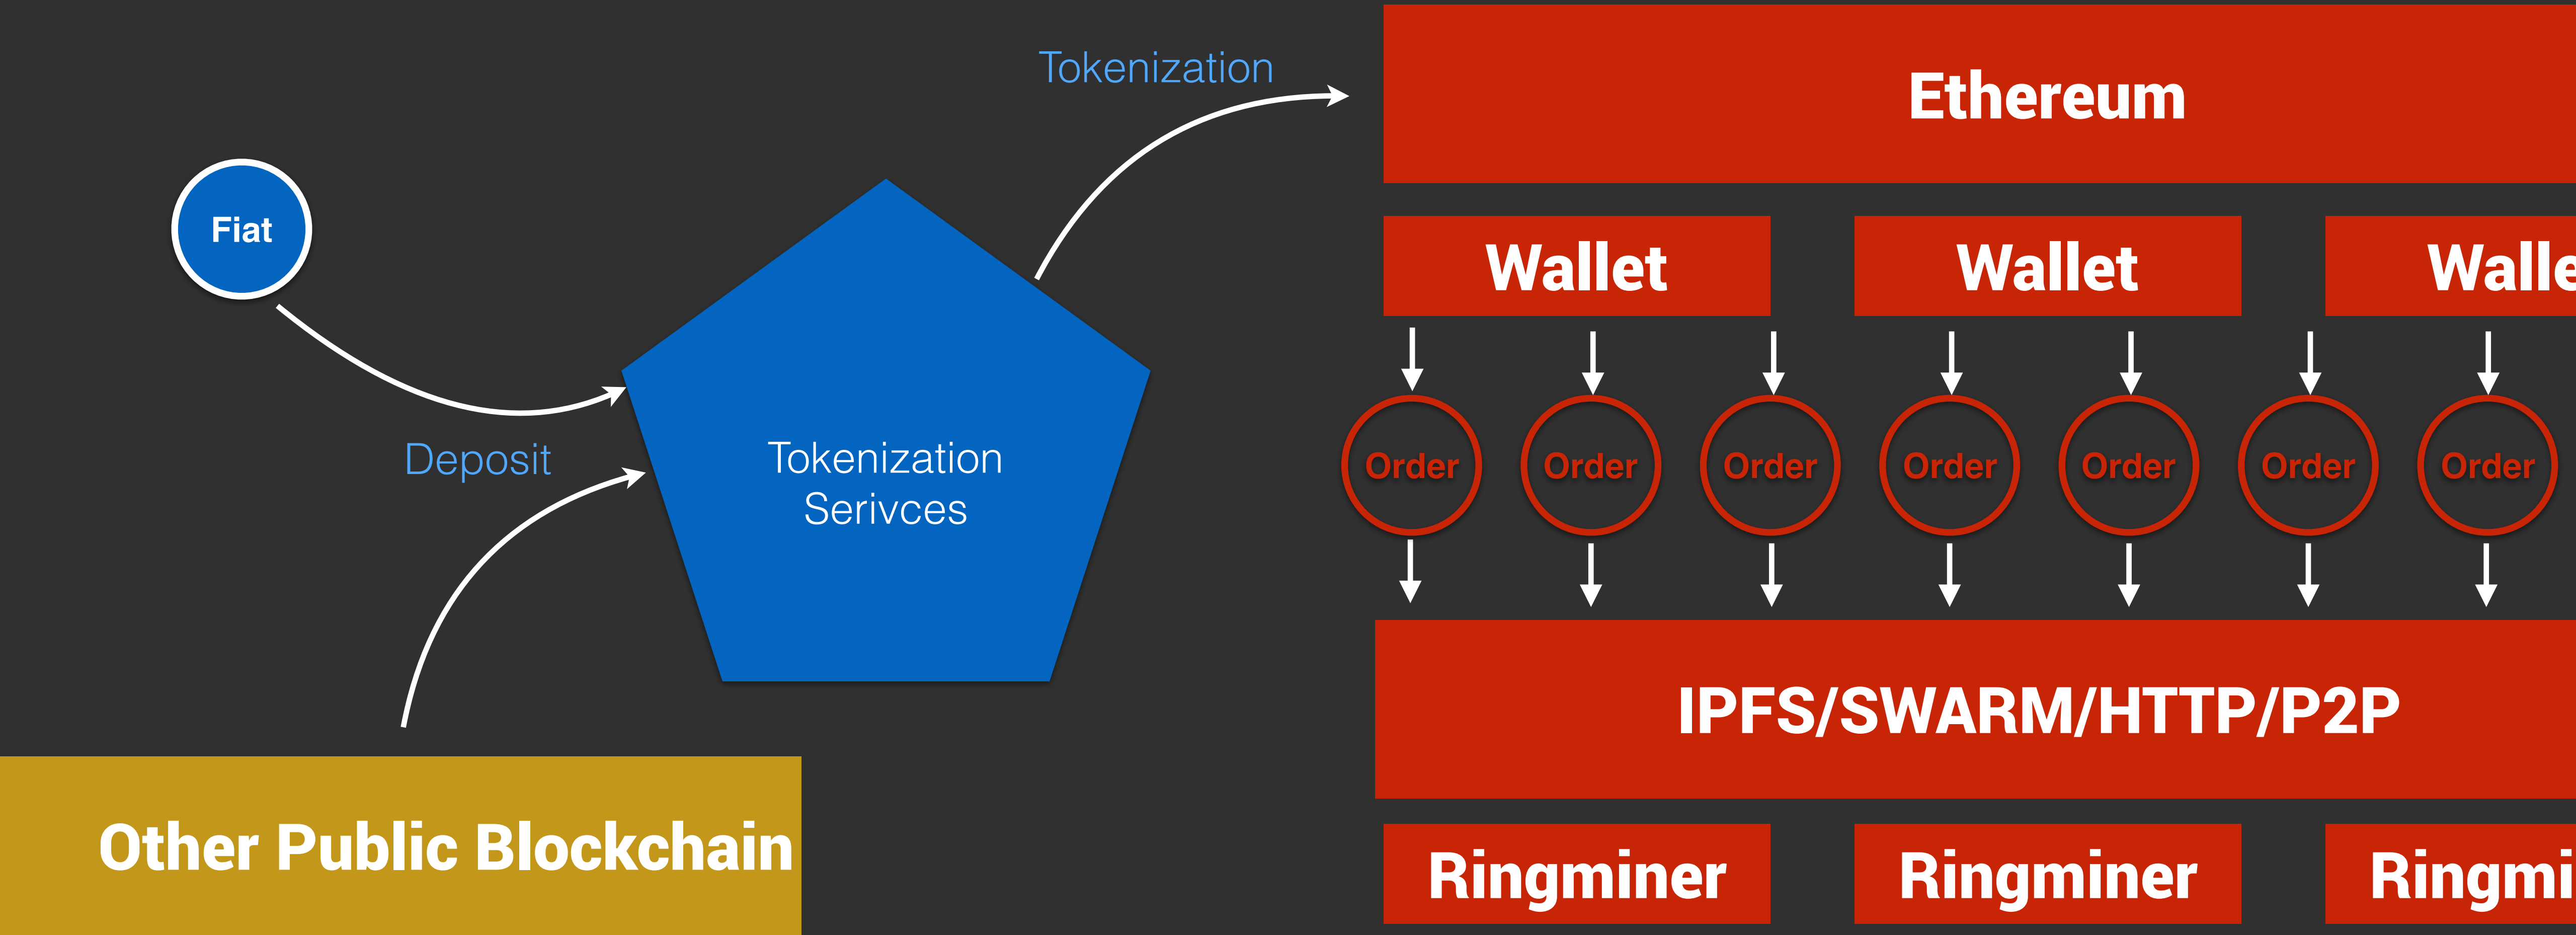 Tokenization
Ethereum
Fiat
Wallet Wallet Walle
Deposit
Tokenization
Serivces
Order Order Order Order Order Order Order
IPFS/SWARM/HTTP/P2P
Other Public Blockchain
Ringminer Ringminer Ringmi